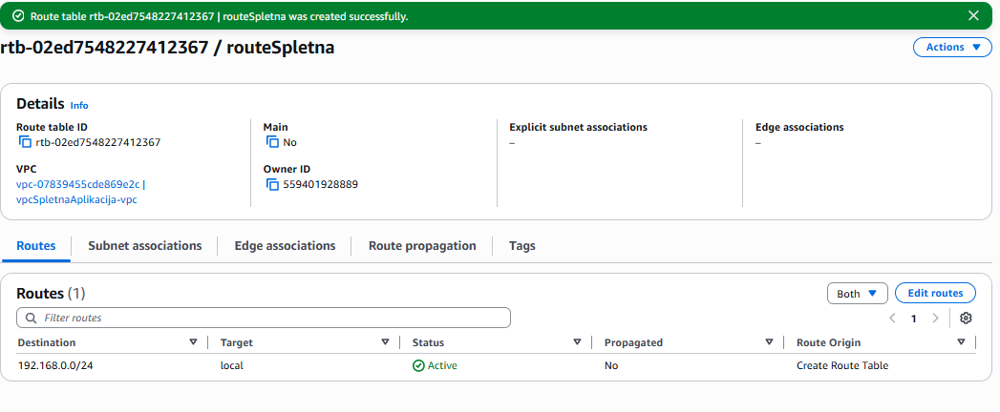 Route table rtb-02ed7548227412367 | routeSpletna was created successfully.
rtb-02ed7548227412367 / routeSpletna
Actions
Details Info
Route table ID
rtb-02ed7548227412367
Main
No
Explicit subnet associations
–
Edge associations
–
VPC
vpc-07839455cde869e2c |
vpcSpletnaAplikacija-vpc
Owner ID
559401928889
Routes Subnet associations Edge associations Route propagation Tags
Routes (1)
Both
Edit routes
Filter routes
1
Destination Target Status Propagated Route Origin
192.168.0.0/24 local Active No Create Route Table